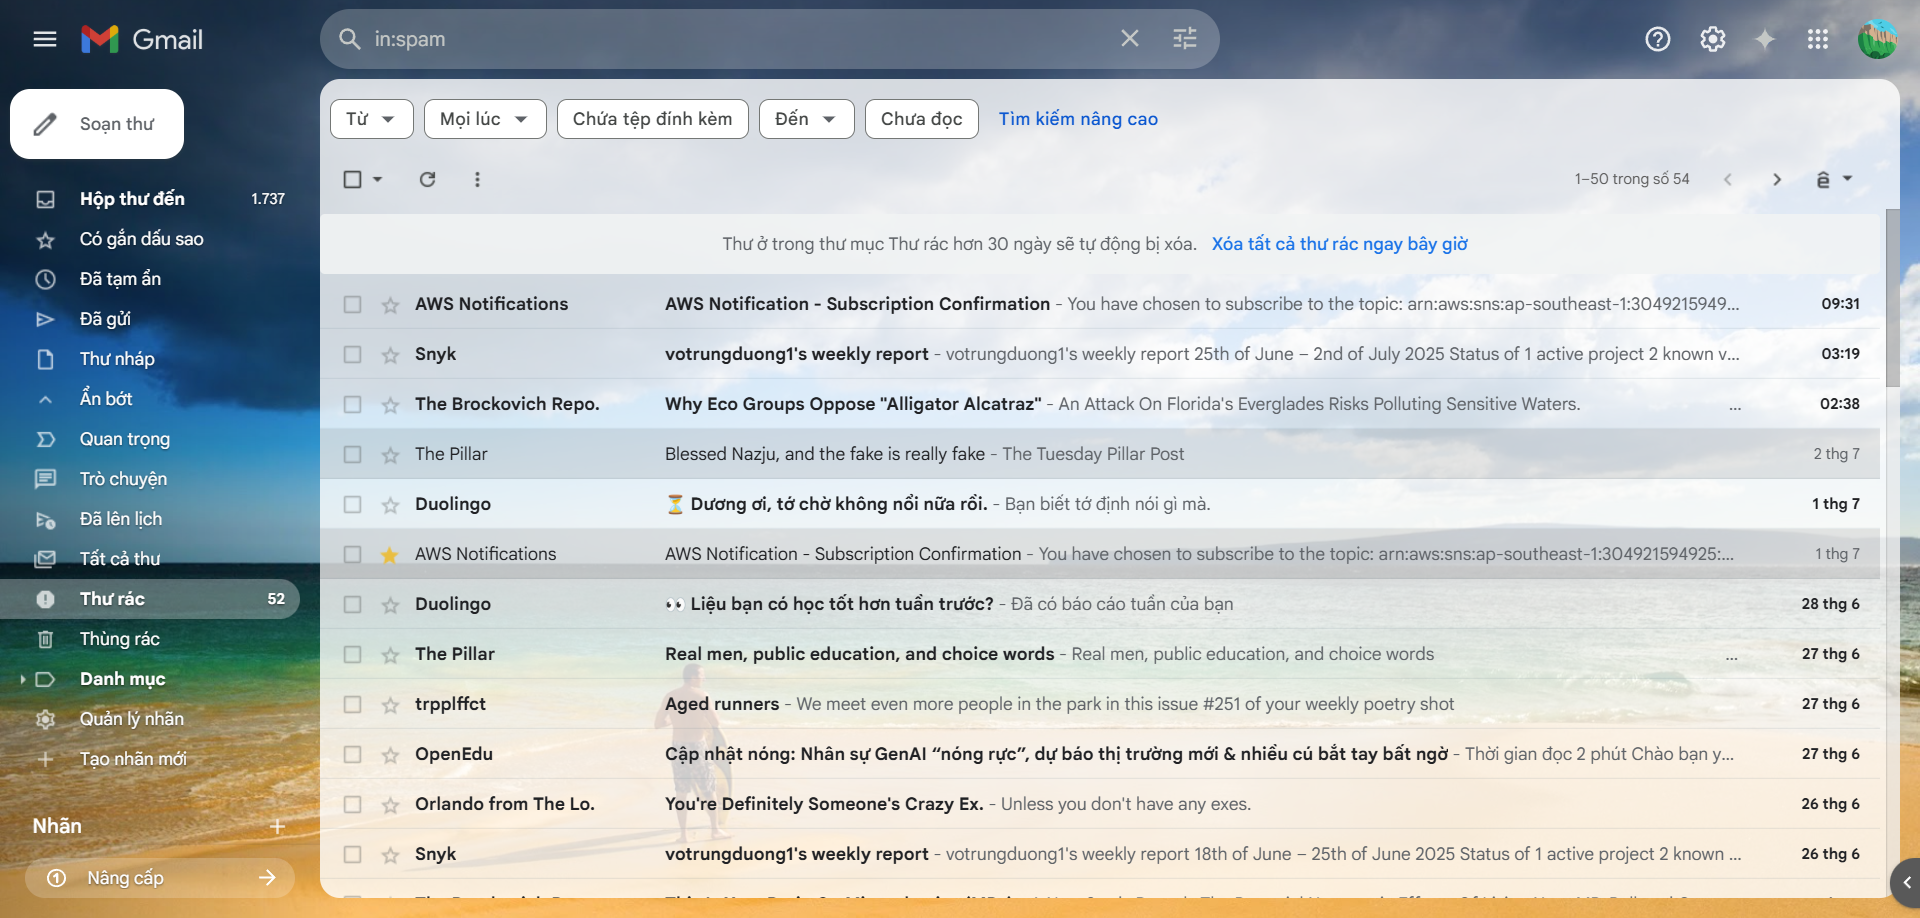 Gmail
in:spam
Soạn thư
Hộp thư đến 1.737
Có gắn dấu sao
Đã tạm ẩn
Đã gửi
Thư nháp
Ẩn bớt
Quan trọng
Trò chuyện
Đã lên lịch
Tất cả thư
Thư rác 52
Thùng rác
Danh mục
Quản lý nhãn
Tạo nhãn mới
Nhãn
Nâng cấp
Từ Mọi lúc Chứa tệp đính kèm Đến Chưa đọc Tìm kiếm nâng cao
1–50 trong số 54 ê
Thư ở trong thư mục Thư rác hơn 30 ngày sẽ tự động bị xóa. Xóa tất cả thư rác ngay bây giờ
AWS Notifications AWS Notification - Subscription Confirmation - You have chosen to subscribe to the topic: arn:aws:sns:ap-southeast-1:3049215949... 09:31
Snyk votrungduong1's weekly report - votrungduong1's weekly report 25th of June – 2nd of July 2025 Status of 1 active project 2 known v... 03:19
The Brockovich Repo. Why Eco Groups Oppose "Alligator Alcatraz" - An Attack On Florida's Everglades Risks Polluting Sensitive Waters. ... 02:38
The Pillar Blessed Nazju, and the fake is really fake - The Tuesday Pillar Post 2 thg 7
Duolingo ⏳ Dương ơi, tớ chờ không nổi nữa rồi. - Bạn biết tớ định nói gì mà. 1 thg 7
AWS Notifications AWS Notification - Subscription Confirmation - You have chosen to subscribe to the topic: arn:aws:sns:ap-southeast-1:304921594925:... 1 thg 7
Duolingo 👀 Liệu bạn có học tốt hơn tuần trước? - Đã có báo cáo tuần của bạn 28 thg 6
The Pillar Real men, public education, and choice words - Real men, public education, and choice words ... 27 thg 6
trpplffct Aged runners - We meet even more people in the park in this issue #251 of your weekly poetry shot 27 thg 6
OpenEdu Cập nhật nóng: Nhân sự GenAI “nóng rực”, dự báo thị trường mới & nhiều cú bắt tay bất ngờ - Thời gian đọc 2 phút Chào bạn y... 27 thg 6
Orlando from The Lo. You're Definitely Someone's Crazy Ex. - Unless you don't have any exes. 26 thg 6
Snyk votrungduong1's weekly report - votrungduong1's weekly report 18th of June – 25th of June 2025 Status of 1 active project 2 known ... 26 thg 6